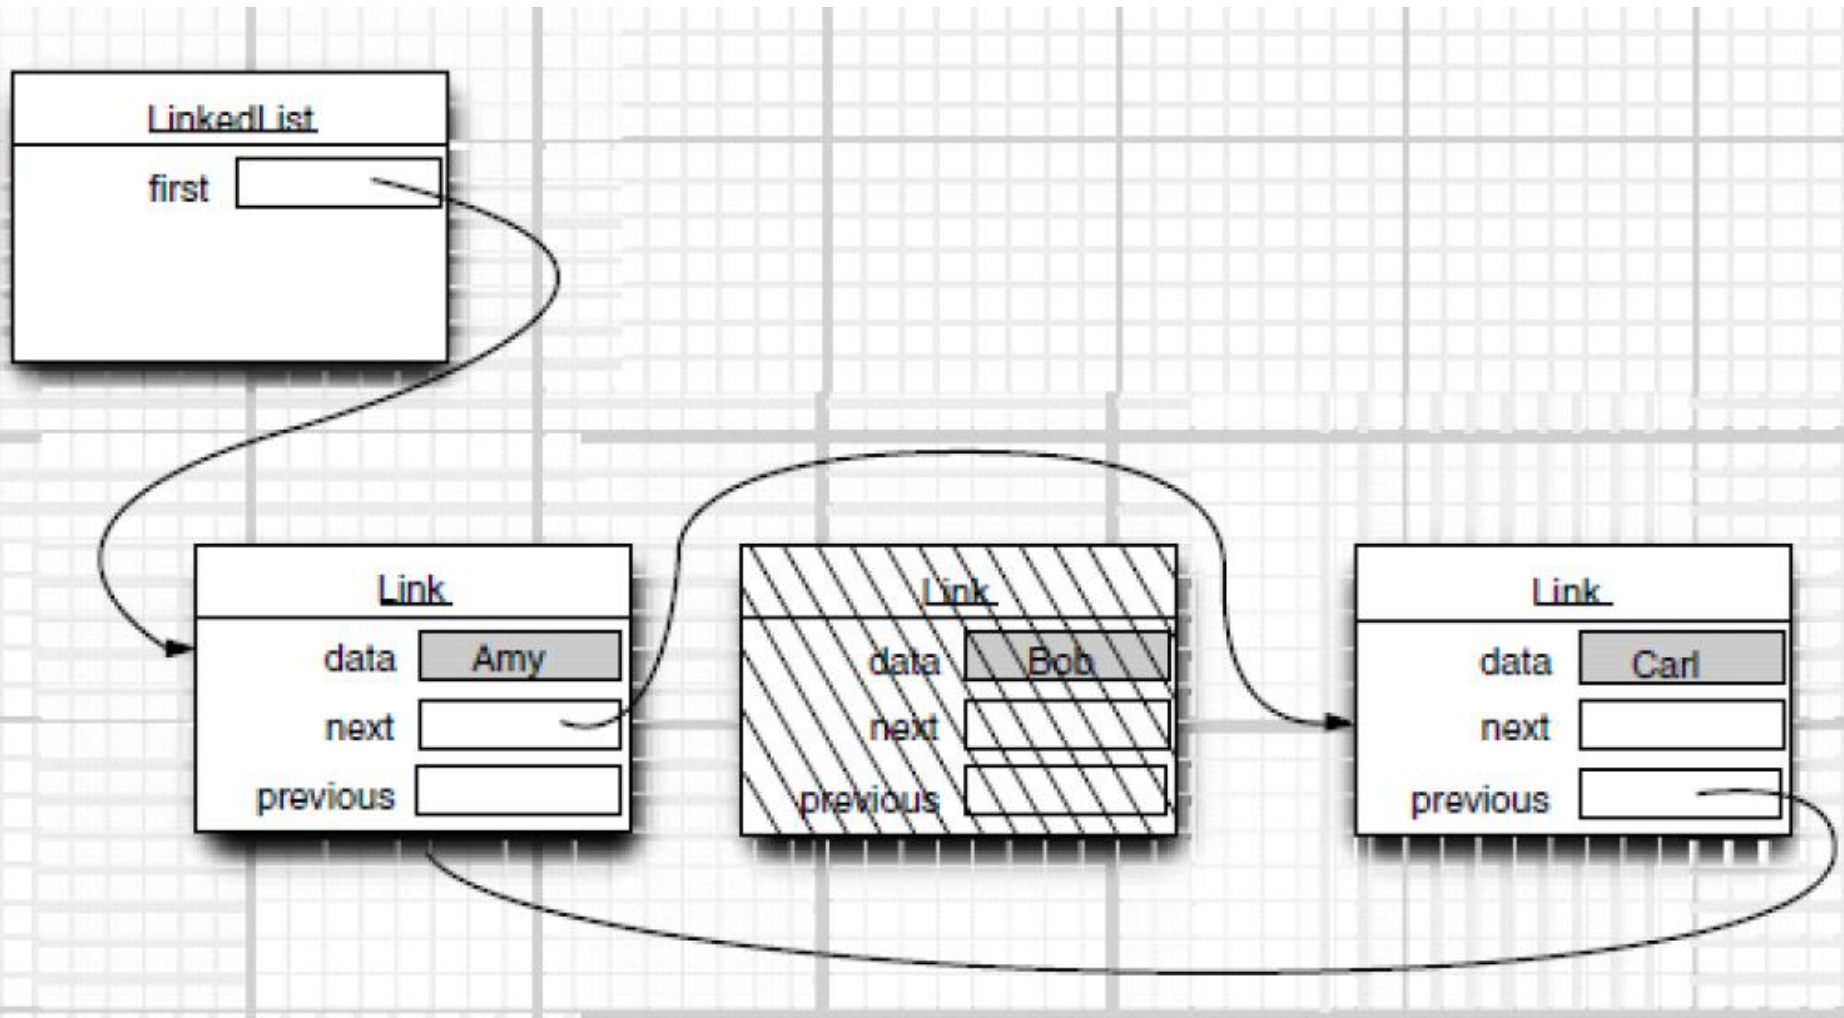 LinkedList
first
Link
data Amy
next
previous
Link
data Bob
next
previous
Link
data Carl
next
previous